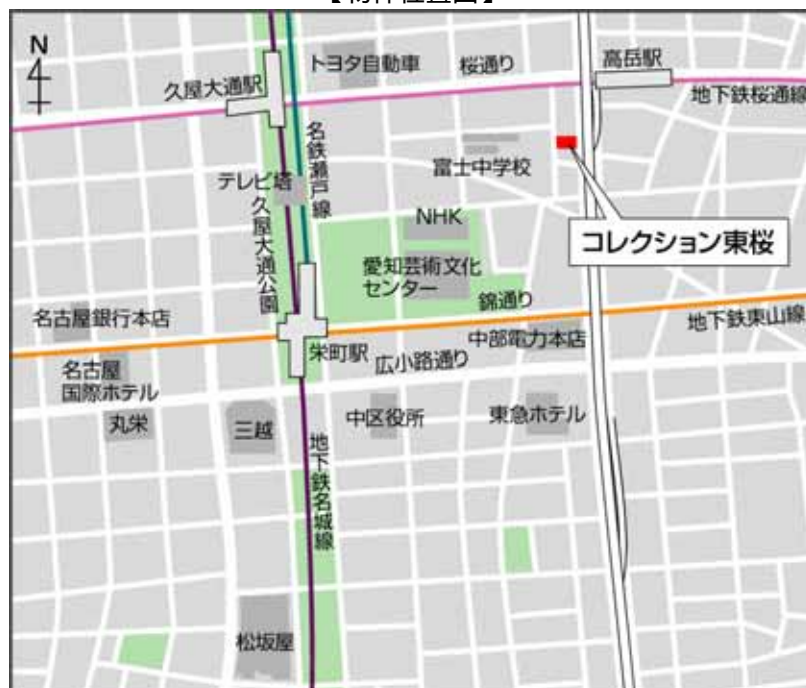 【物件位置図】
N
トヨタ自動車
桜通り
高岳駅
久屋大通駅
地下鉄桜通線
名鉄瀬戸線
富士中学校
テレビ塔
久屋大通公園
NHK
コレクション東桜
愛知芸術文化
センター
錦通り
名古屋銀行本店
地下鉄東山線
中部電力本店
栄町駅
広小路通り
名古屋
国際ホテル
丸栄
三越
中区役所
東急ホテル
地下鉄名城線
松坂屋